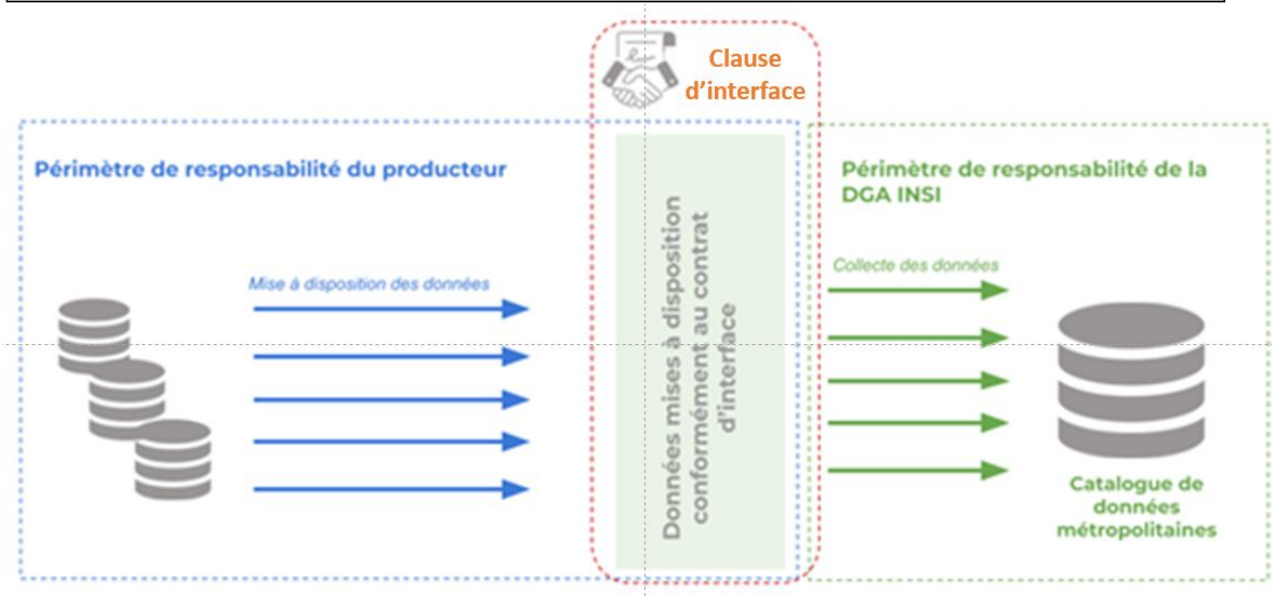 Clause
d’interface
Périmètre de responsabilité du producteur
Périmètre de responsabilité de la
DGA INSI
Mise à disposition des données
Données mises à disposition
conformément au contrat
d'interface
Collecte des données
Catalogue de
données
métropolitaines